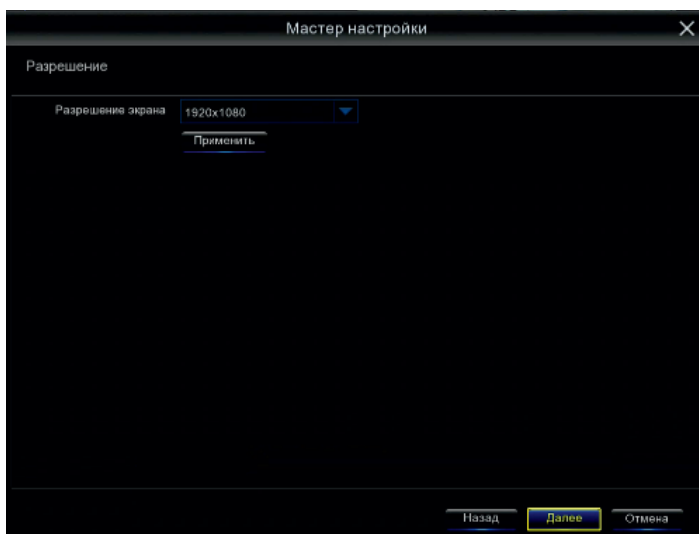 Мастер настройки
Разрешение
Разрешение экрана 1920x1080
Применить
Назад Далее Отмена